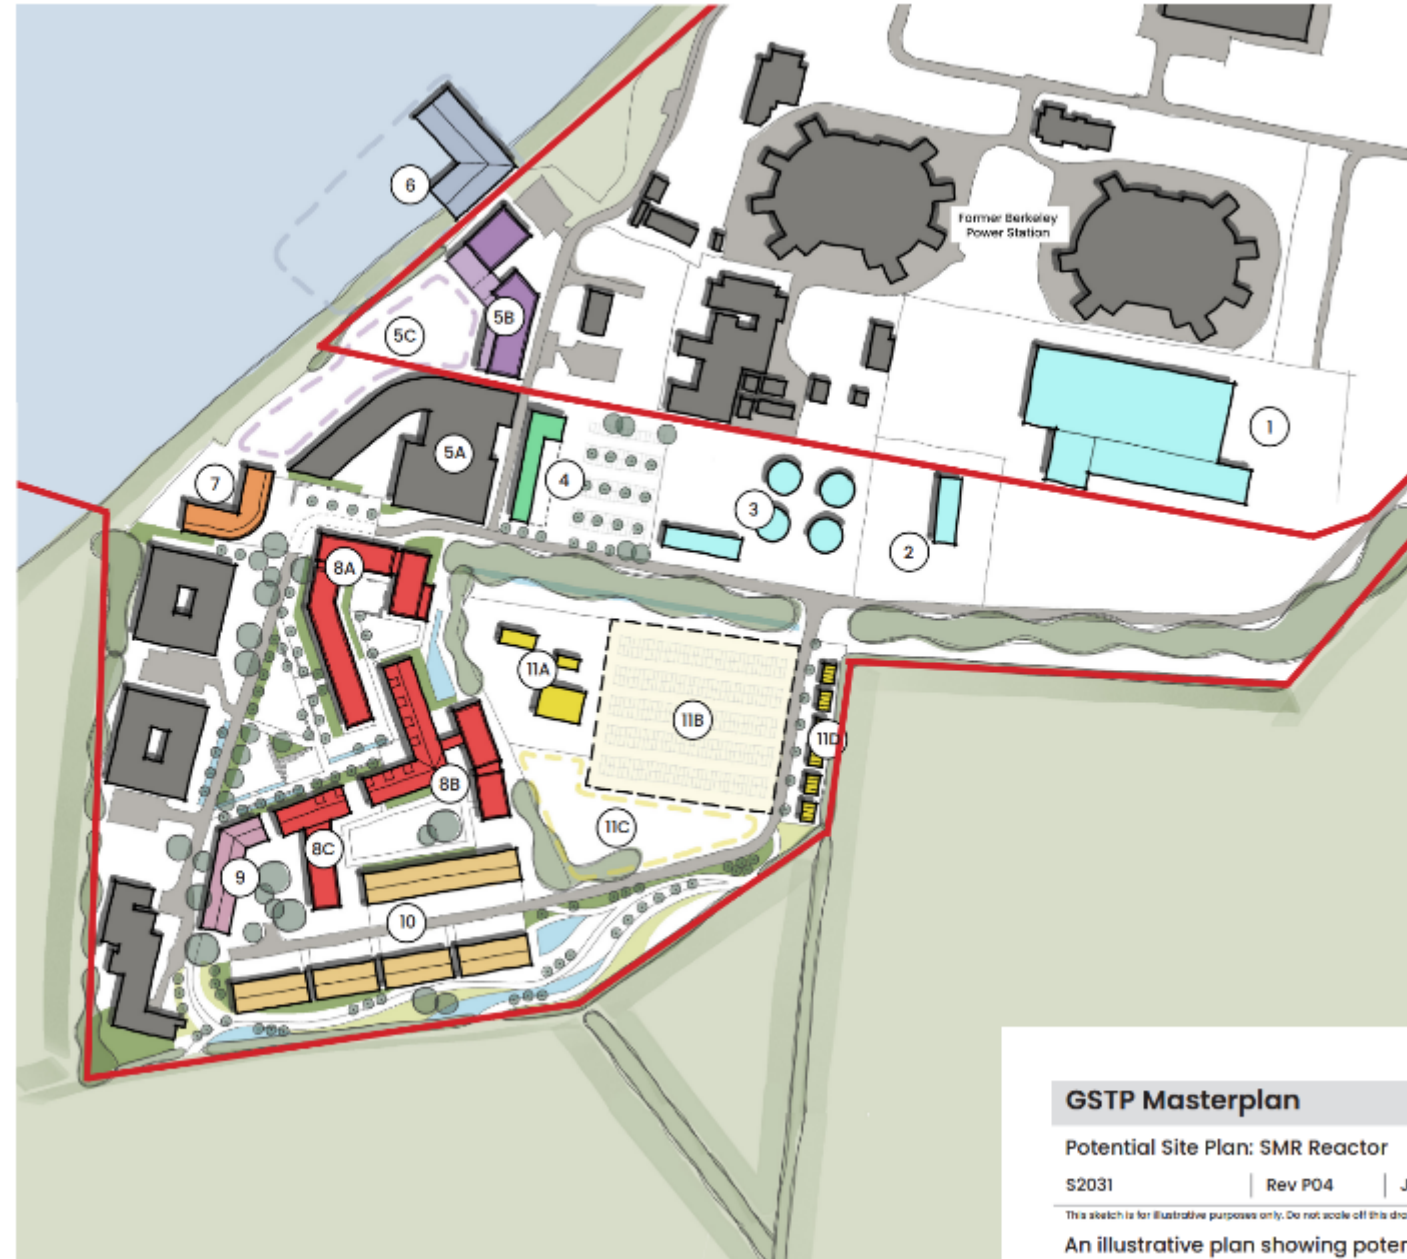 6
Former Berkeley
Power Station
5B
5C
1
5A
4
7
3
2
8A
11A
11B
11D
8B
11C
8C
9
10
GSTP Masterplan
Potential Site Plan: SMR Reactor
S2031
Rev P04
J
This sketch is for illustrative purposes only. Do not scale off this
An illustrative plan showing